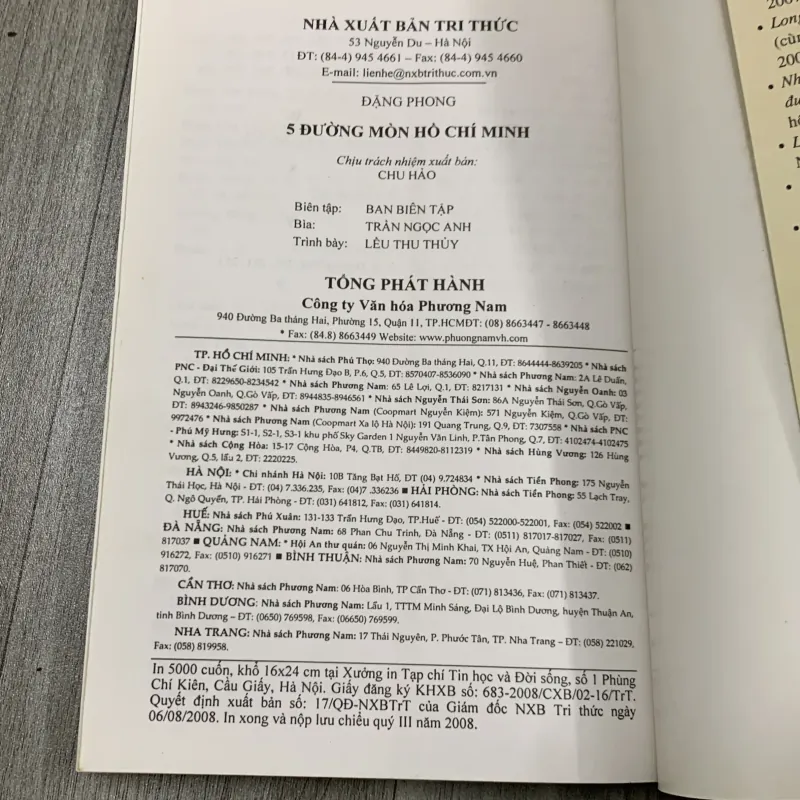 NHÀ XUẤT BẢN TRI THỨC
53 Nguyễn Du – Hà Nội
ĐT: (84-4) 945 4661 – Fax: (84-4) 945 4660
E-mail: lienhe@nxbtrithuc.com.vn
ĐẶNG PHONG
5 ĐƯỜNG MÒN HỒ CHÍ MINH
Chịu trách nhiệm xuất bản:
CHU HẢO
Biên tập: BAN BIÊN TẬP
Bìa: TRẦN NGỌC ANH
Trình bày: LÊU THU THỦY
TỔNG PHÁT HÀNH
Công ty Văn hóa Phương Nam
940 Đường Ba tháng Hai, Phường 15, Quận 11, TP.HCMĐT: (08) 8663447 - 8663448
* Fax: (84.8) 8663449 Website: www.phuongnamvh.com
TP. HỒ CHÍ MINH: * Nhà sách Phú Thọ: 940 Đường Ba tháng Hai, Q.11, ĐT: 8644444-8639205 * Nhà sách
PNC - Đại Thế Giới: 105 Trần Hưng Đạo B, P.6, Q.5, ĐT: 8570407-8536090 * Nhà sách Phương Nam: 2A Lê Duẩn,
Q.1, ĐT: 8229650-8234542 * Nhà sách Phương Nam: 65 Lê Lợi, Q.1, ĐT: 8217131 * Nhà sách Nguyễn Oanh: 03
Nguyễn Oanh, Q.Gò Vấp, ĐT: 8944835-8946561 * Nhà sách Nguyễn Thái Sơn: 86A Nguyễn Thái Sơn, Q.Gò Vấp,
ĐT: 8943246-9850287 * Nhà sách Phương Nam (Coopmart Nguyễn Kiệm): 571 Nguyễn Kiệm, Q.Gò Vấp, ĐT:
9972476 * Nhà sách Phương Nam (Coopmart Xa lộ Hà Nội): 191 Quang Trung, Q.9, ĐT: 7307558 * Nhà sách PNC
- Phú Mỹ Hưng: S1-1, S2-1, S3-1 khu phố Sky Garden 1 Nguyễn Văn Linh, P.Tân Phong, Q.7, ĐT: 4102474-4102475
* Nhà sách Cộng Hòa: 15-17 Cộng Hòa, P4, Q.TB, ĐT: 8449820-8112319 * Nhà sách Hùng Vương: 126 Hùng
Vương, Q.5, lầu 2, ĐT: 2220225.
HÀ NỘI: * Chi nhánh Hà Nội: 10B Tăng Bạt Hổ, ĐT (04) 9.724834 * Nhà sách Tiền Phong: 175 Nguyễn
Thái Học, Hà Nội - ĐT: (04) 7.336.235, Fax: (04)7 .336236 ■ HẢI PHÒNG: Nhà sách Tiền Phong: 55 Lạch Tray,
Q. Ngô Quyền, TP. Hải Phòng - ĐT: (031) 641812, Fax: (031) 641814.
HUẾ: Nhà sách Phú Xuân: 131-133 Trần Hưng Đạo, TP.Huế - ĐT: (054) 522000-522001, Fax: (054) 522002 ■
ĐÀ NẴNG: Nhà sách Phương Nam: 68 Phan Chu Trinh, Đà Nẵng - ĐT: (0511) 817017-817027, Fax: (0511)
817037 ■ QUẢNG NAM: * Hội An thư quán: 06 Nguyễn Thị Minh Khai, TX Hội An, Quảng Nam - ĐT: (0510)
916272, Fax: (0510) 916271 ■ BÌNH THUẬN: Nhà sách Phương Nam: 70 Nguyễn Huệ, Phan Thiết - ĐT: (062)
817070.
CẦN THƠ: Nhà sách Phương Nam: 06 Hòa Bình, TP Cần Thơ - ĐT: (071) 813436, Fax: (071) 813437.
BÌNH DƯƠNG: Nhà sách Phương Nam: Lầu 1, TTTM Minh Sáng, Đại Lộ Bình Dương, huyện Thuận An,
tỉnh Bình Dương – ĐT: (0650) 769598, Fax: (06650) 769599.
NHA TRANG: Nhà sách Phương Nam: 17 Thái Nguyên, P. Phước Tân, TP. Nha Trang – ĐT: (058) 221029,
Fax: (058) 819958.
In 5000 cuốn, khổ 16x24 cm tại Xưởng in Tạp chí Tin học và Đời sống, số 1 Phùng
Chí Kiên, Cầu Giấy, Hà Nội. Giấy đăng ký KHXB số: 683-2008/CXB/02-16/TrT.
Quyết định xuất bản số: 17/QĐ-NXBTrT của Giám đốc NXB Tri thức ngày
06/08/2008. In xong và nộp lưu chiểu quý III năm 2008.
Long
(cùn
200